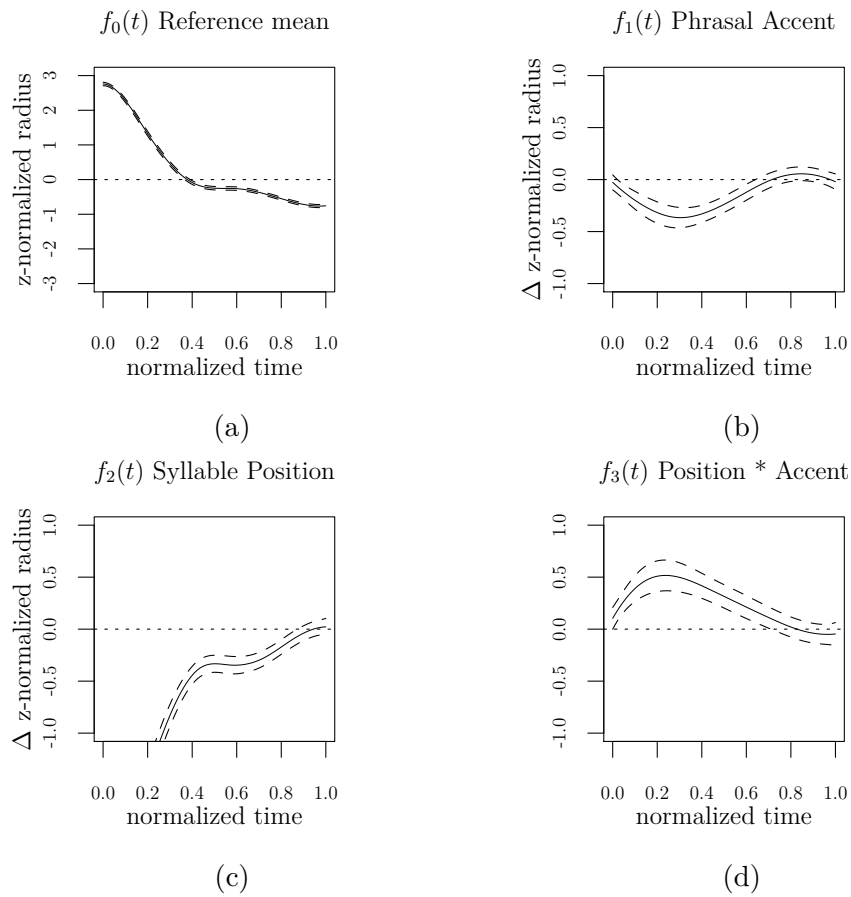 f₀(t) Reference mean
z-normalized radius
3
2
1
0
-1
-2
-3
0.0 0.2 0.4 0.6 0.8 1.0
normalized time
(a)
f₁(t) Phrasal Accent
Δ z-normalized radius
1.0
0.5
0.0
-0.5
-1.0
0.0 0.2 0.4 0.6 0.8 1.0
normalized time
(b)
f₂(t) Syllable Position
Δ z-normalized radius
1.0
0.5
0.0
-0.5
-1.0
0.0 0.2 0.4 0.6 0.8 1.0
normalized time
(c)
f₃(t) Position * Accent
Δ z-normalized radius
1.0
0.5
0.0
-0.5
-1.0
0.0 0.2 0.4 0.6 0.8 1.0
normalized time
(d)